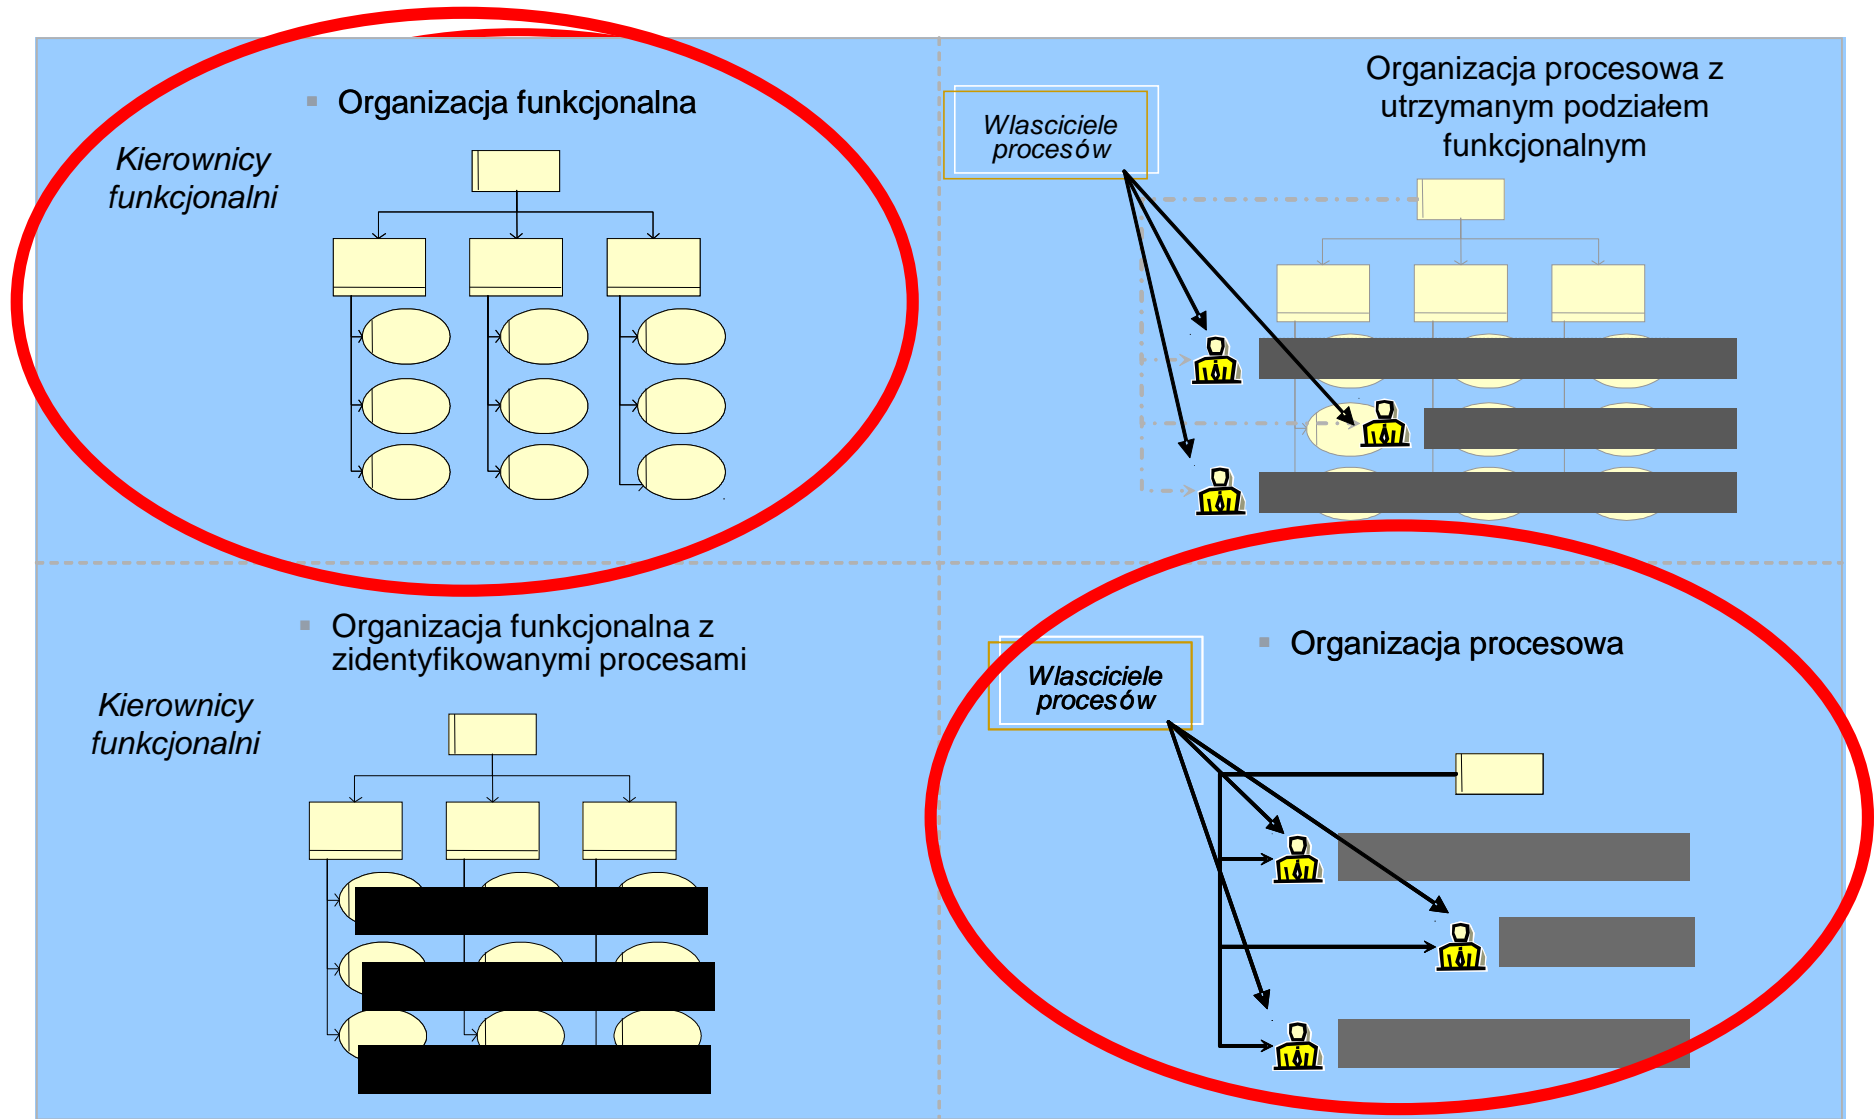 Organizacja funkcjonalna
Kierownicy
funkcjonalni
Organizacja procesowa z
utrzymanym podziałem
funkcjonalnym
Wlasciciele
procesów
Organizacja funkcjonalna z
zidentyfikowanymi procesami
Kierownicy
funkcjonalni
Organizacja procesowa
Wlasciciele
procesów